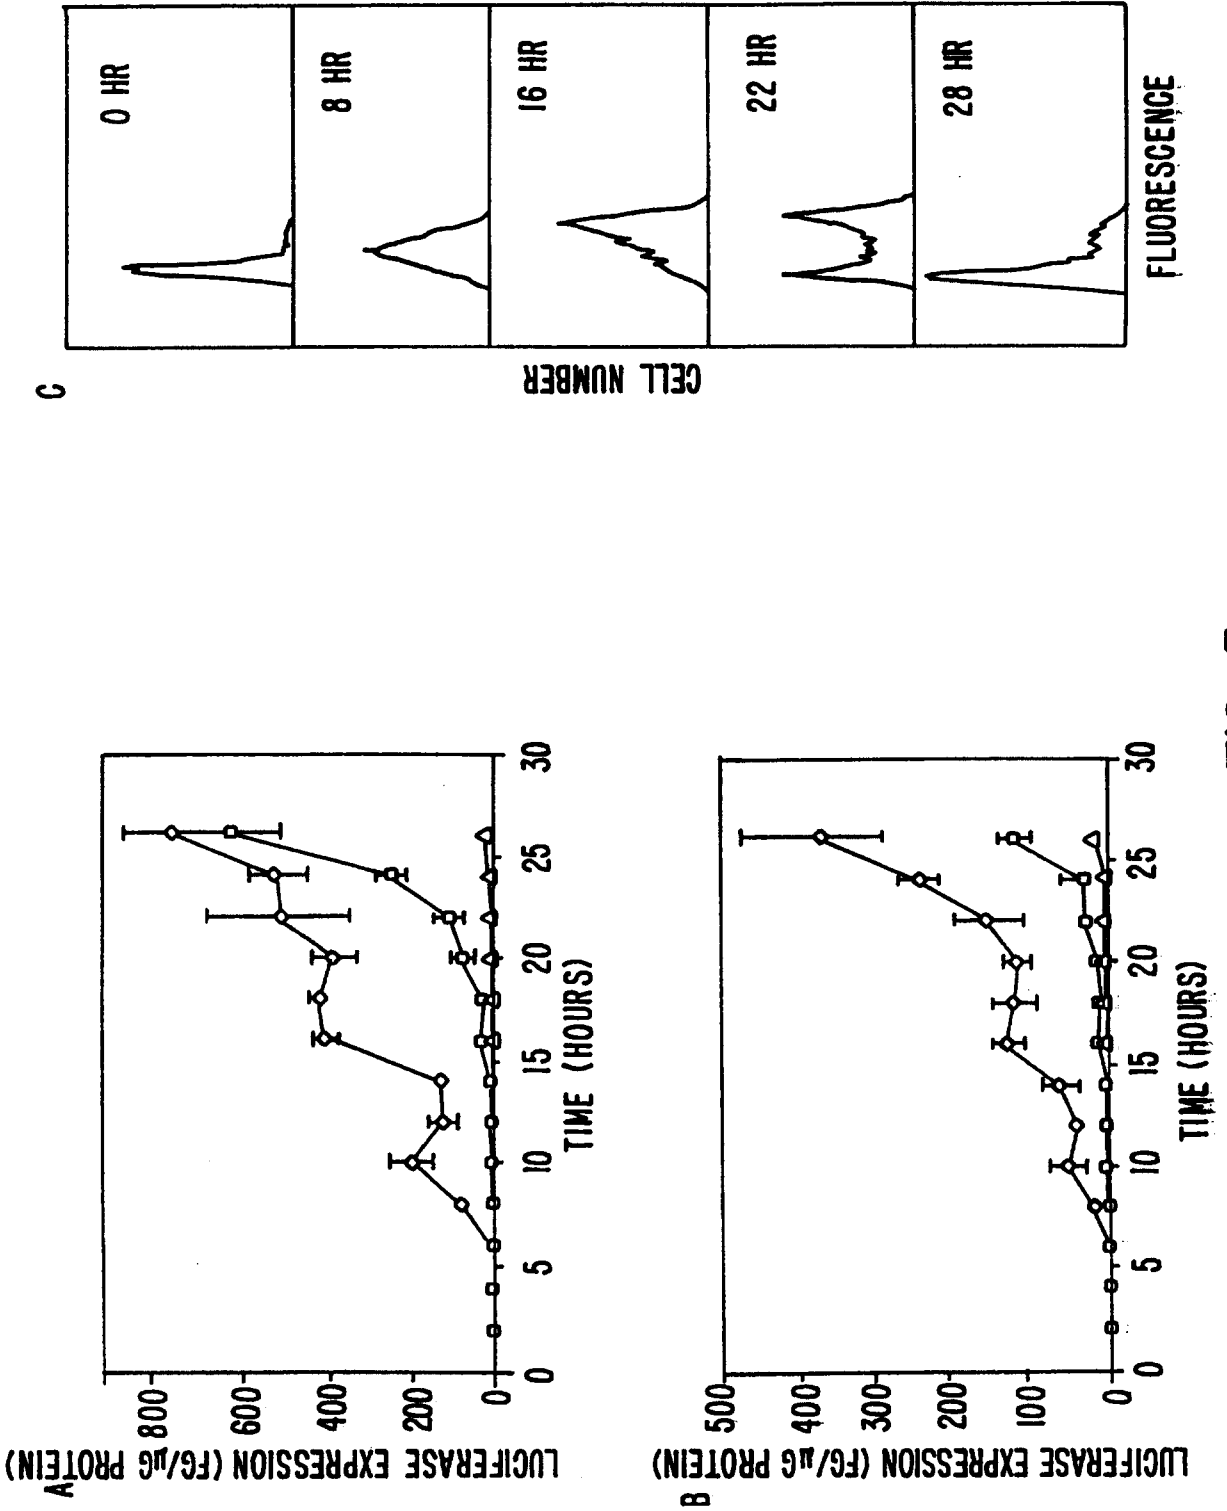 A
LUCIFERASE EXPRESSION (FG/µG PROTEIN)
800
600
400
200
0
0
5
10
15
20
25
30
TIME (HOURS)
B
LUCIFERASE EXPRESSION (FG/µG PROTEIN)
500
400
300
200
100
0
0
5
10
15
20
25
30
TIME (HOURS)
C
CELL NUMBER
0 HR
8 HR
16 HR
22 HR
28 HR
FLUORESCENCE